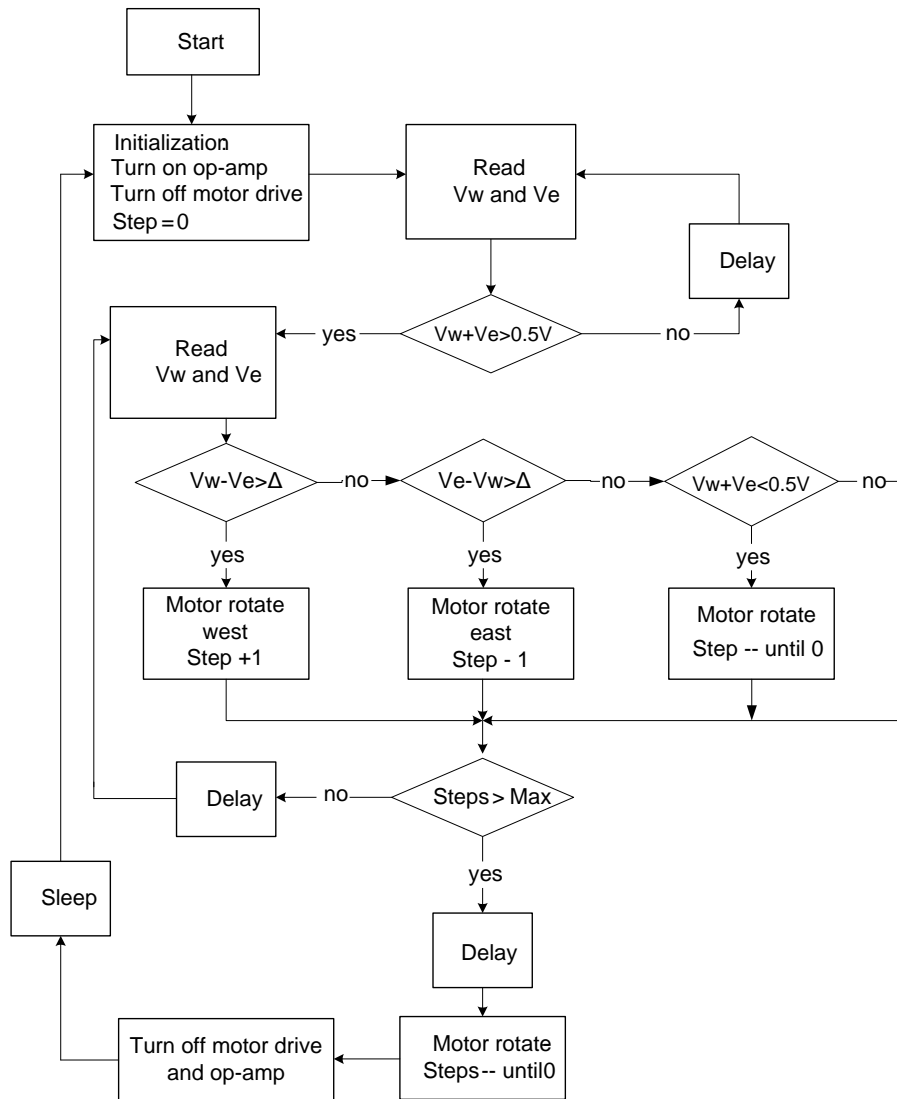 Start
Initialization:
Turn on op-amp
Turn off motor drive
Step=0
Read
Vw and Ve
Delay
Vw+Ve>0.5V
yes
no
Read
Vw and Ve
Vw-Ve>Δ
no
Ve-Vw>Δ
no
Vw+Ve<0.5V
no
yes
yes
yes
Motor rotate
west
Step +1
Motor rotate
east
Step - 1
Motor rotate
Step -- until 0
Delay
no
Steps > Max
yes
Sleep
Delay
Turn off motor drive
and op-amp
Motor rotate
Steps-- until0